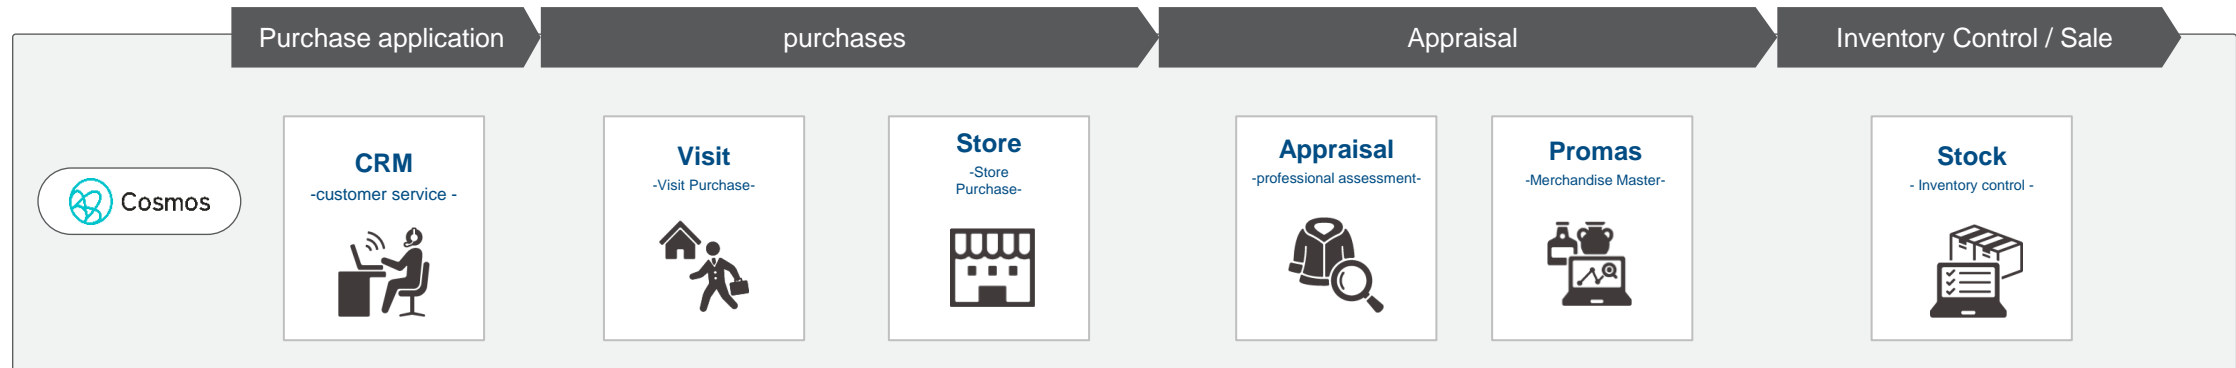 Purchase application
purchases
Appraisal
Inventory Control / Sale
Cosmos
CRM
-customer service -
Visit
-Visit Purchase-
Store
-Store
Purchase-
Appraisal
-professional assessment-
Promas
-Merchandise Master-
Stock
- Inventory control -